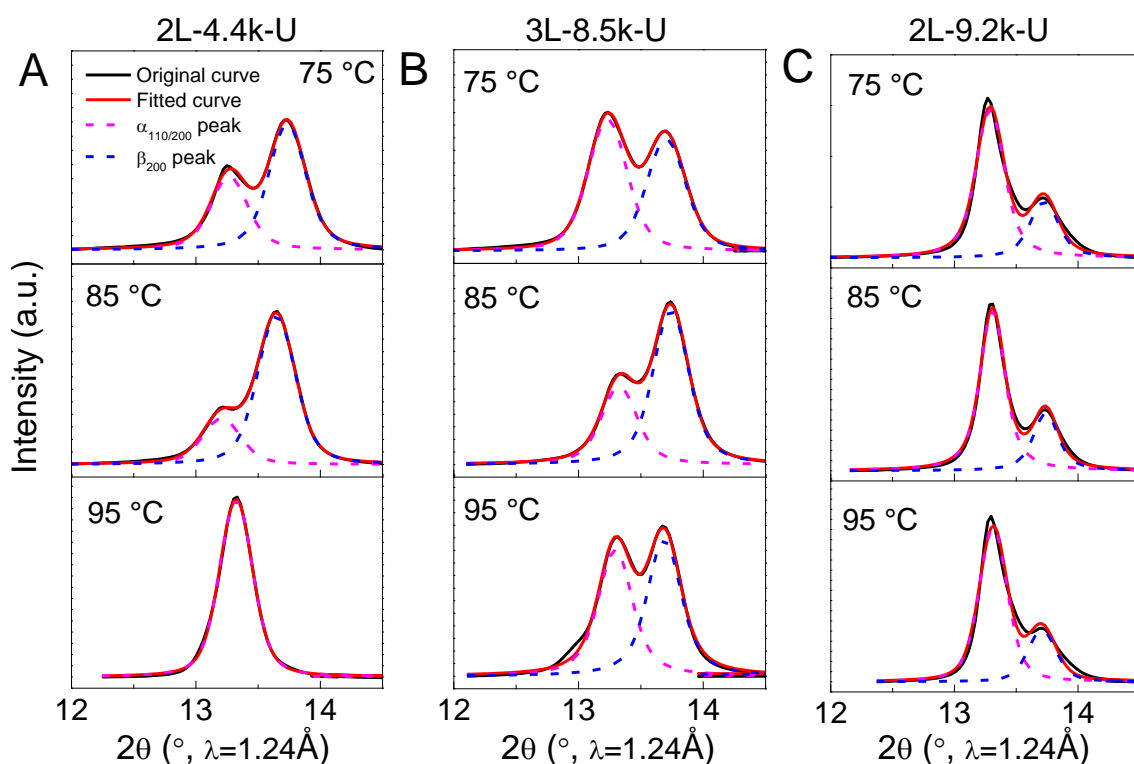 2L-4.4k-U
3L-8.5k-U
2L-9.2k-U
A
B
C
Original curve
Fitted curve
α110/200 peak
β200 peak
75 °C
75 °C
75 °C
85 °C
85 °C
85 °C
95 °C
95 °C
95 °C
Intensity (a.u.)
12 13 14
12 13 14
12 13 14
2θ (°, λ=1.24Å)
2θ (°, λ=1.24Å)
2θ (°, λ=1.24Å)